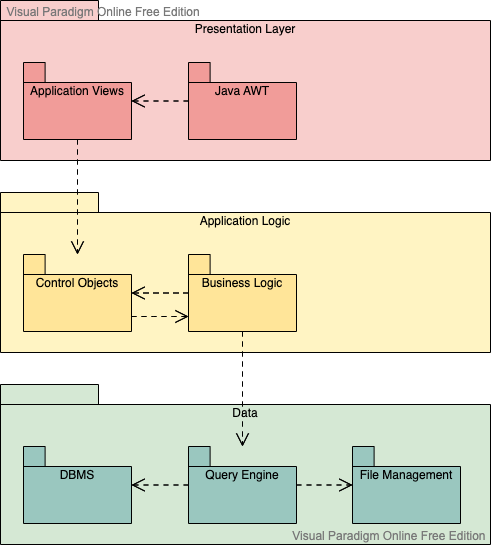 Visual Paradigm Online Free Edition
Presentation Layer
Application Views
Java AWT
Application Logic
Control Objects
Business Logic
Data
DBMS
Query Engine
File Management
Visual Paradigm Online Free Edition